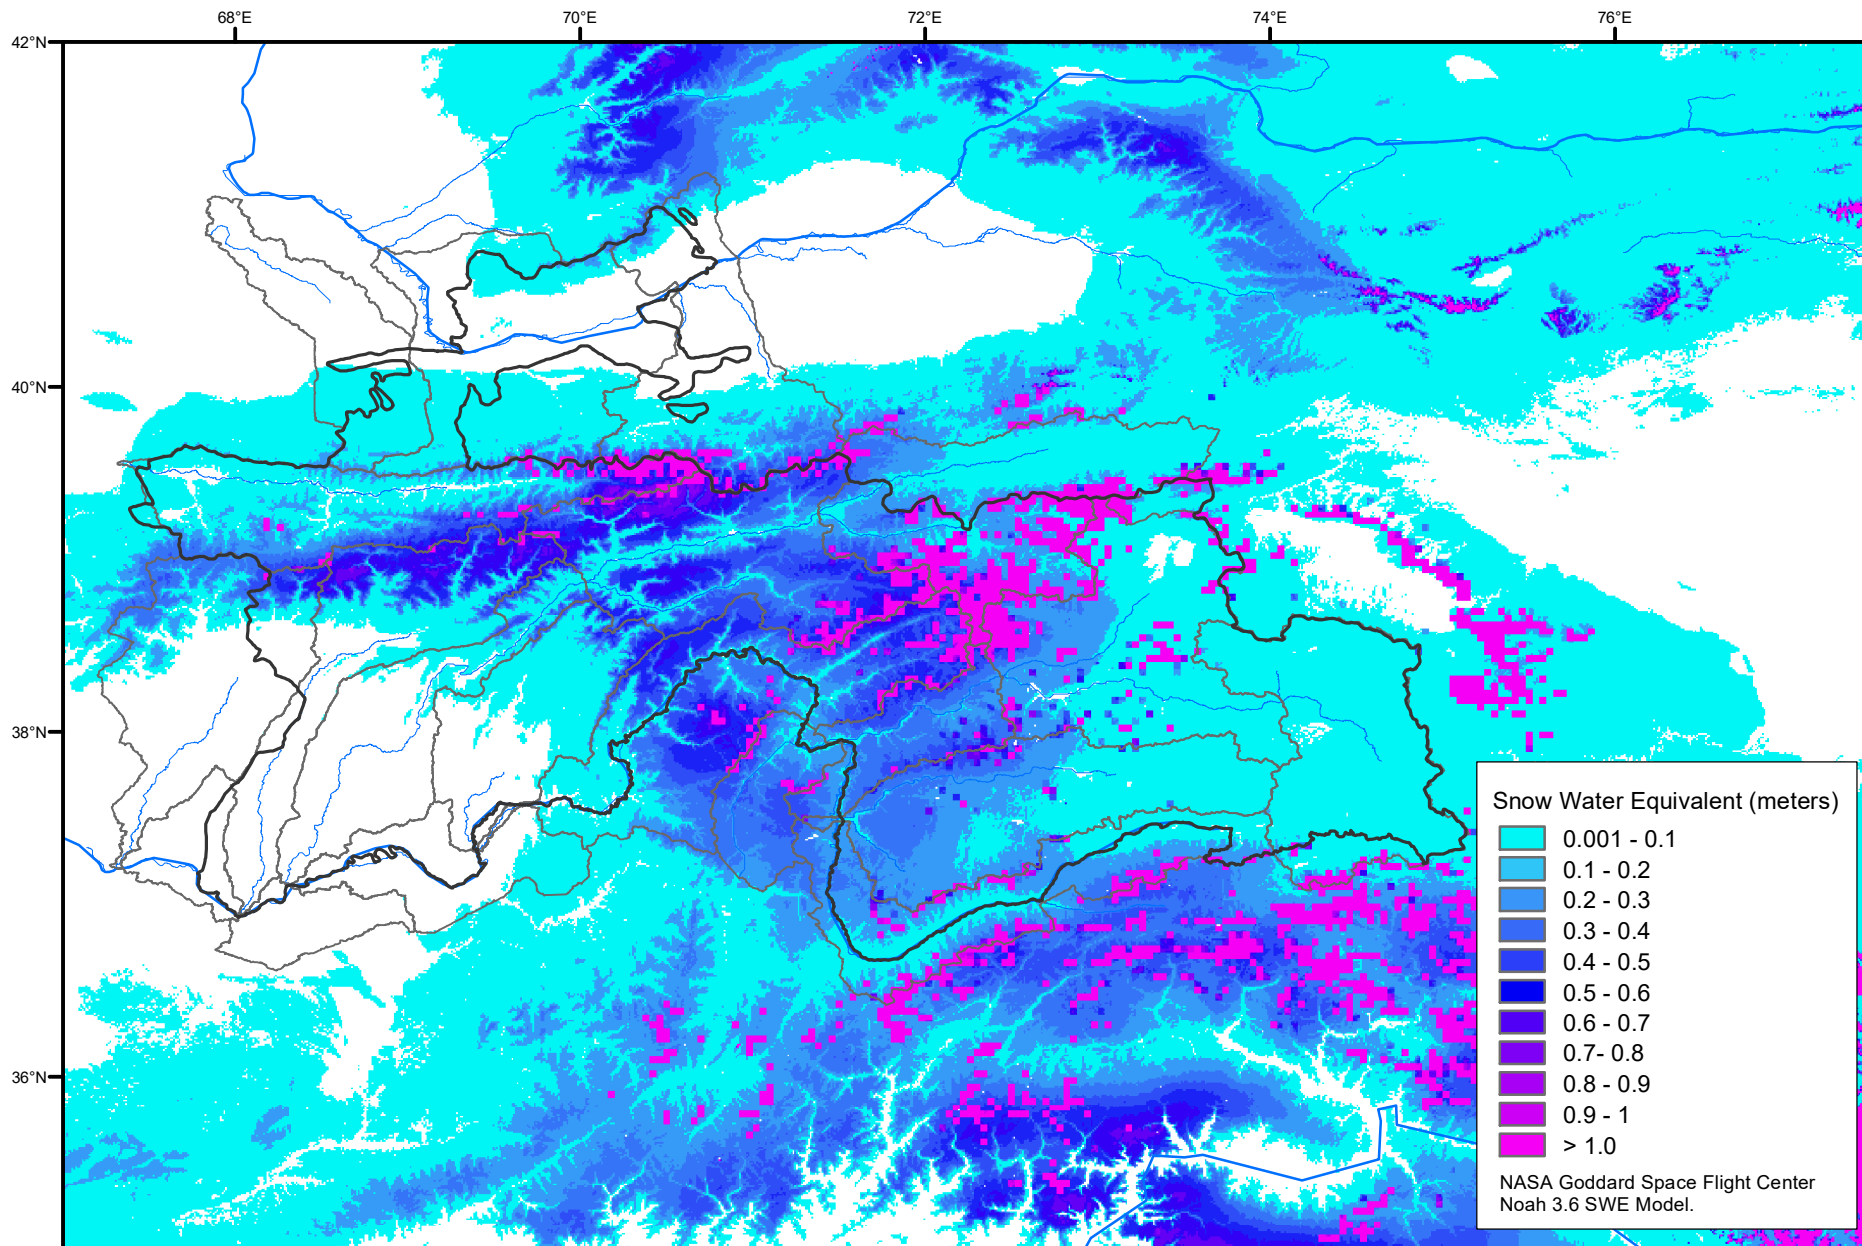 68°E
70°E
72°E
74°E
76°E
42°N
40°N
38°N
36°N
Snow Water Equivalent (meters)
0.001 - 0.1
0.1 - 0.2
0.2 - 0.3
0.3 - 0.4
0.4 - 0.5
0.5 - 0.6
0.6 - 0.7
0.7- 0.8
0.8 - 0.9
0.9 - 1
> 1.0
NASA Goddard Space Flight Center
Noah 3.6 SWE Model.